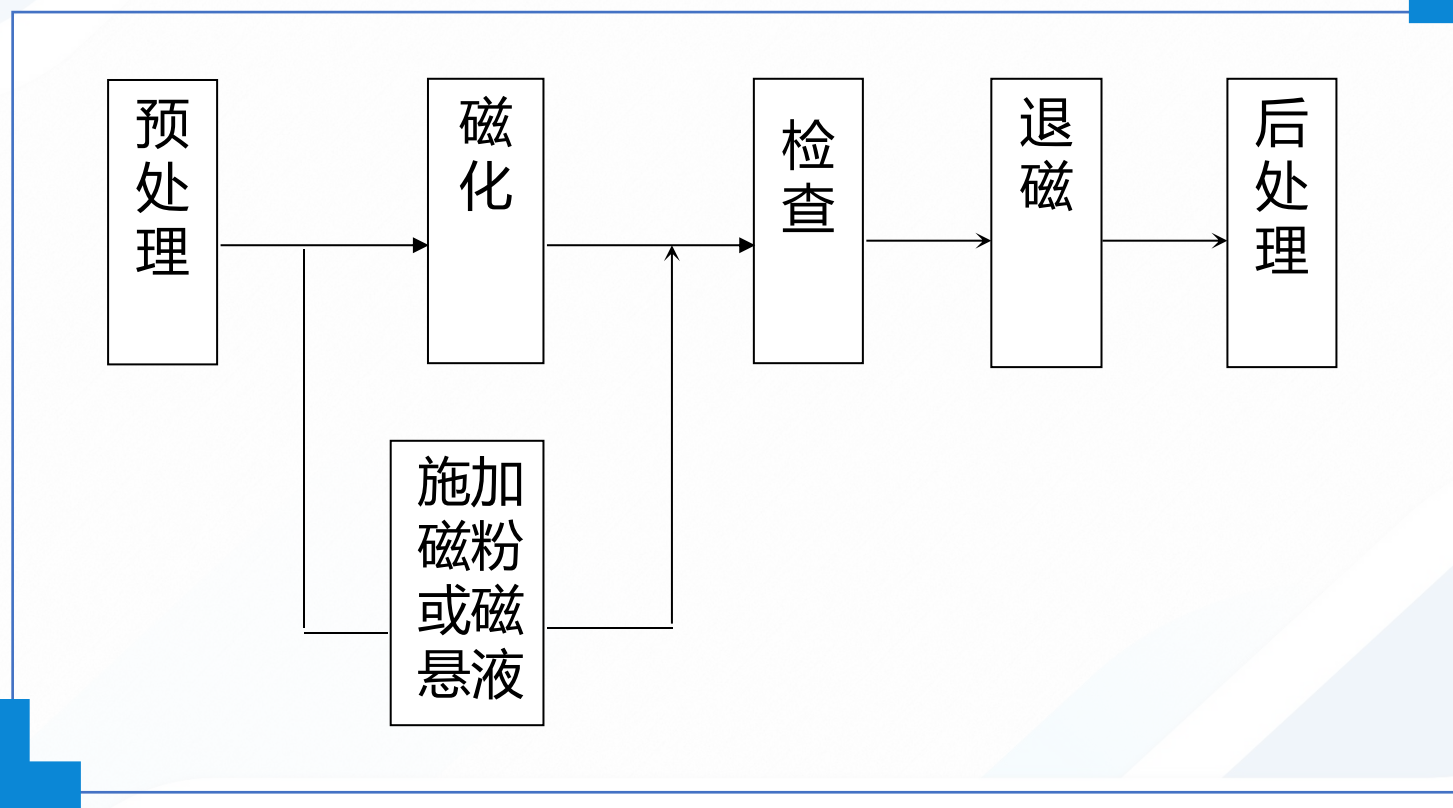 预
处
理
磁
化
检
查
退
磁
后
处
理
施加
磁粉
或磁
悬液